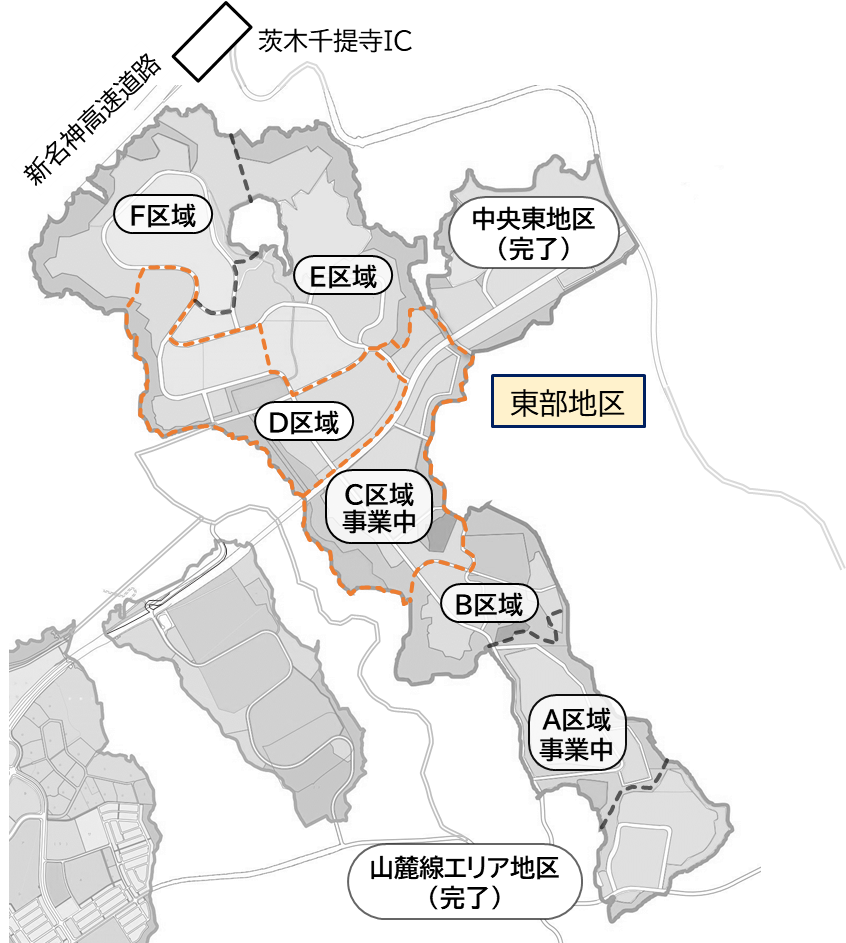 茨木千提寺IC
新名神高速道路
F区域
中央東地区
（完了）
E区域
東部地区
D区域
C区域
事業中
B区域
A区域
事業中
山麓線エリア地区
（完了）